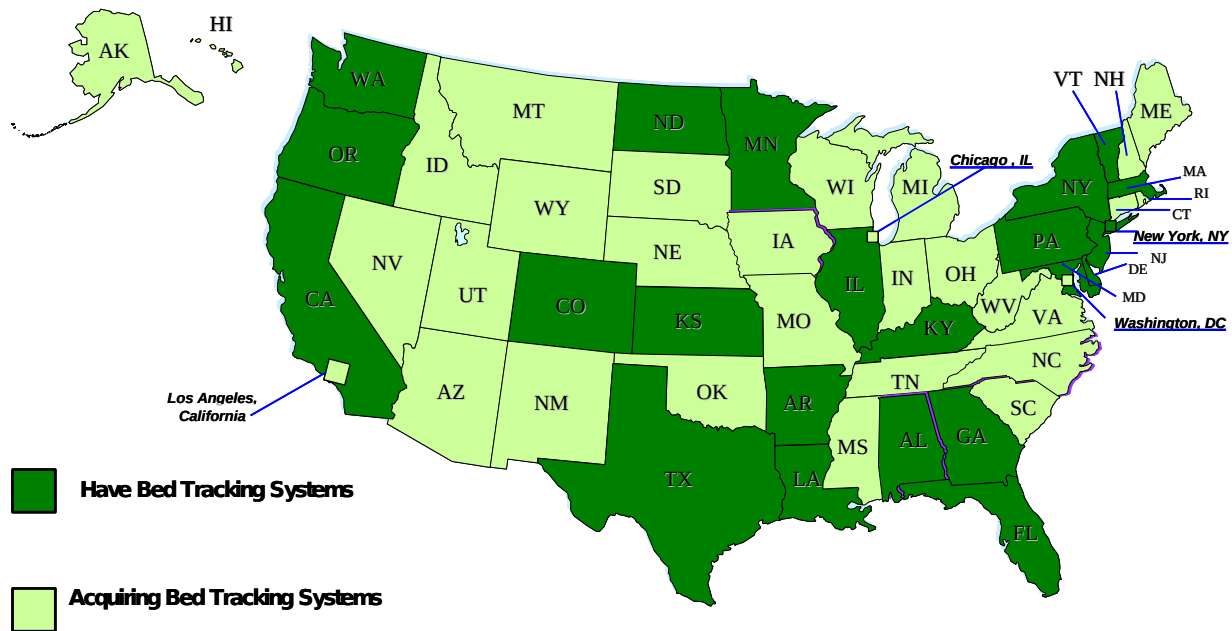 HI
AK
WA
MT
ND
MN
VT NH
ME
OR
ID
SD
WI
MI
Chicago , IL
NY
MA
RI
CT
WY
IA
New York, NY
NE
PA
NJ
NV
UT
IL
IN
OH
DE
CA
CO
KS
MO
WV
VA
MD
KY
Washington, DC
NC
TN
Los Angeles,
California
AZ
NM
OK
AR
SC
MS
AL
GA
TX
LA
FL
Have Bed Tracking Systems
Acquiring Bed Tracking Systems